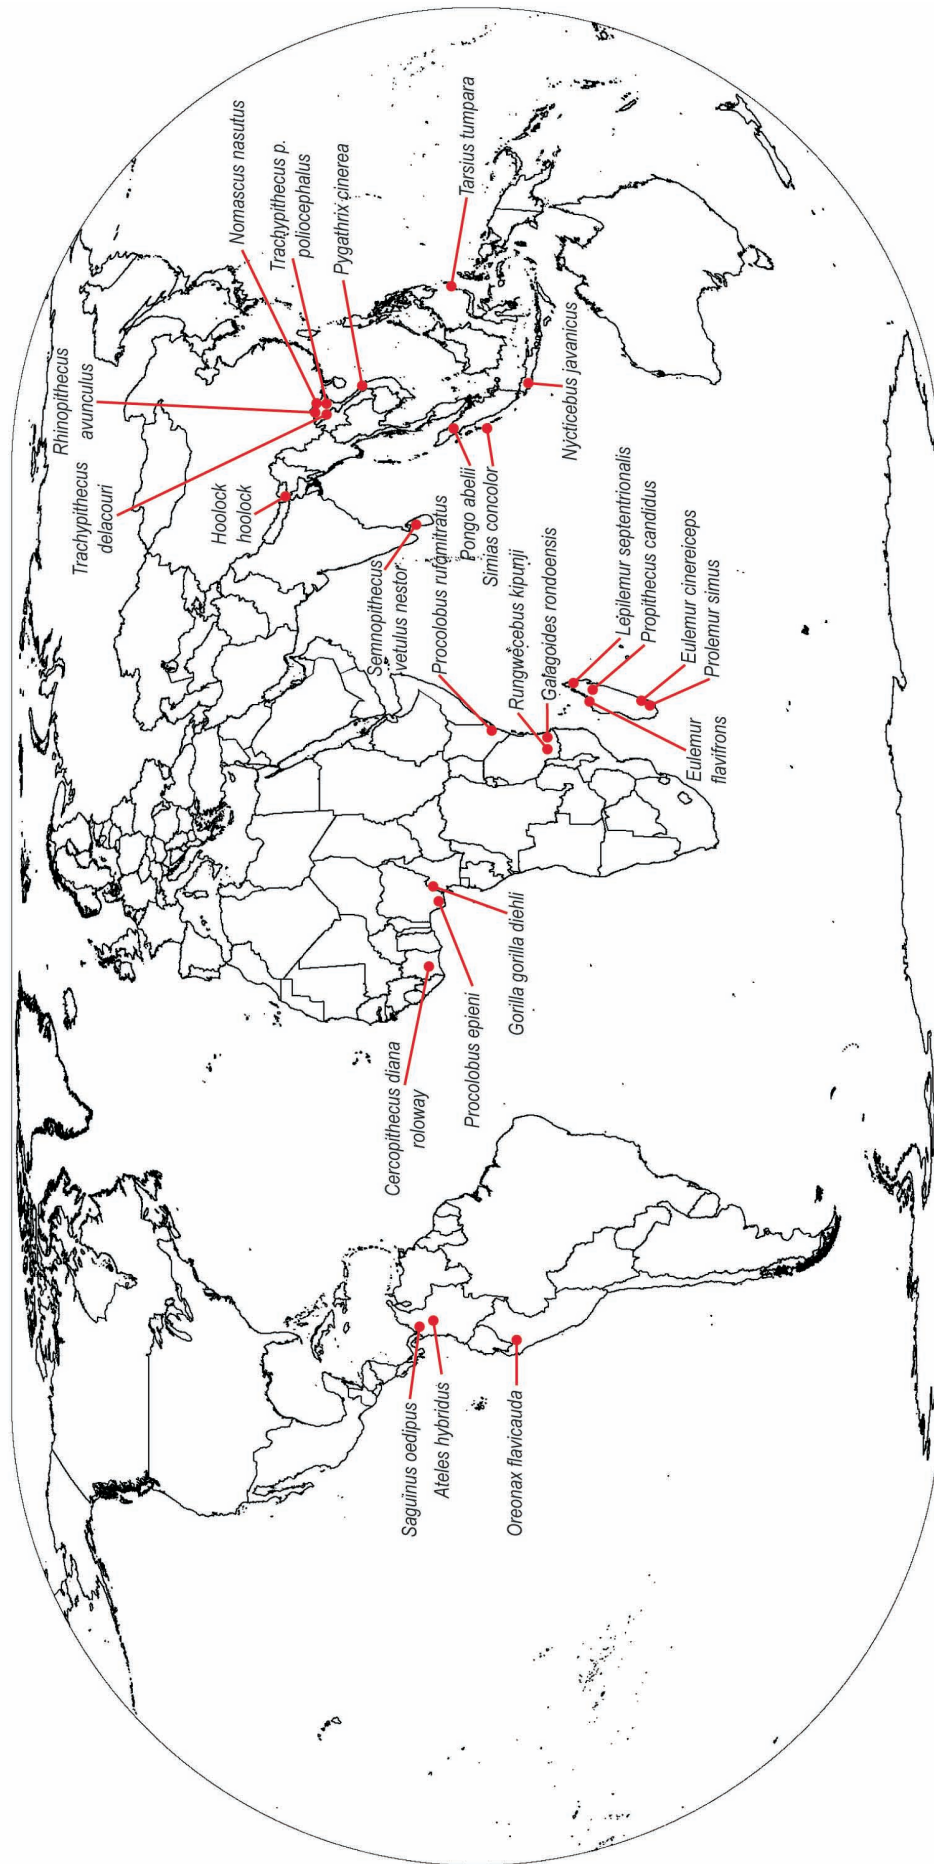 Rhinopithecus
avunculus
Trachypithecus
delacouri
Nomascus nasutus
Trachypithecus p.
poliocephalus
Pygathrix cinerea
Hoolock
hoolock
Tarsius tumpara
Semnopithecus
vetulus nestor
Pongo abelii
Simias concolor
Nycticebus javanicus
Procolobus rufomitratus
Rungwecebus kipunji
Galagoides rondoensis
Lepilemur septentrionalis
Propithecus candidus
Eulemur cinereiceps
Prolemur simus
Eulemur
flavifrons
Cercopithecus diana
roloway
Procolobus epieni
Gorilla gorilla diehli
Saguinus oedipus
Ateles hybridus
Oreonax flavicauda